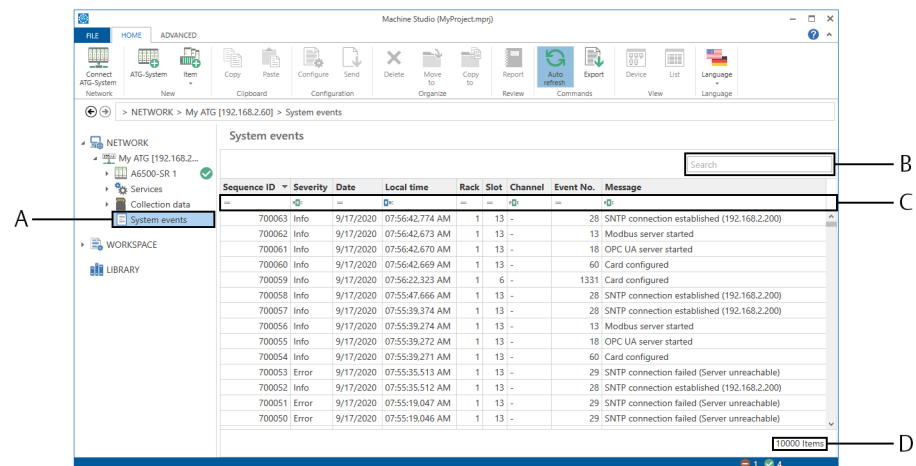 Machine Studio (MyProject.mprj)
FILE HOME ADVANCED
Connect ATG-System ATG-System Item Copy Paste Configure Send Delete Move to Copy to Report Auto refresh Export Device List Language
Network New Clipboard Configuration Organize Review Commands View Language
> NETWORK > My ATG [192.168.2.60] > System events
NETWORK
My ATG [192.168.2...
A6500-SR 1
Services
Collection data
System events
WORKSPACE
LIBRARY
System events
Search
Sequence ID Severity Date Local time Rack Slot Channel Event No. Message
700063 Info 9/17/2020 07:56:42,774 AM 1 13 - 28 SNTP connection established (192.168.2.200)
700062 Info 9/17/2020 07:56:42,673 AM 1 13 - 13 Modbus server started
700061 Info 9/17/2020 07:56:42,670 AM 1 13 - 18 OPC UA server started
700060 Info 9/17/2020 07:56:42,669 AM 1 13 - 60 Card configured
700059 Info 9/17/2020 07:56:22,323 AM 1 6 - 1331 Card configured
700058 Info 9/17/2020 07:55:47,666 AM 1 13 - 28 SNTP connection established (192.168.2.200)
700057 Info 9/17/2020 07:55:39,374 AM 1 13 - 28 SNTP connection established (192.168.2.200)
700056 Info 9/17/2020 07:55:39,274 AM 1 13 - 13 Modbus server started
700055 Info 9/17/2020 07:55:39,272 AM 1 13 - 18 OPC UA server started
700054 Info 9/17/2020 07:55:39,271 AM 1 13 - 60 Card configured
700053 Error 9/17/2020 07:55:35,513 AM 1 13 - 29 SNTP connection failed (Server unreachable)
700052 Info 9/17/2020 07:55:35,512 AM 1 13 - 28 SNTP connection established (192.168.2.200)
700051 Error 9/17/2020 07:55:19,047 AM 1 13 - 29 SNTP connection failed (Server unreachable)
700050 Error 9/17/2020 07:55:19,046 AM 1 13 - 29 SNTP connection failed (Server unreachable)
10000 Items
1 4
A
B
C
D